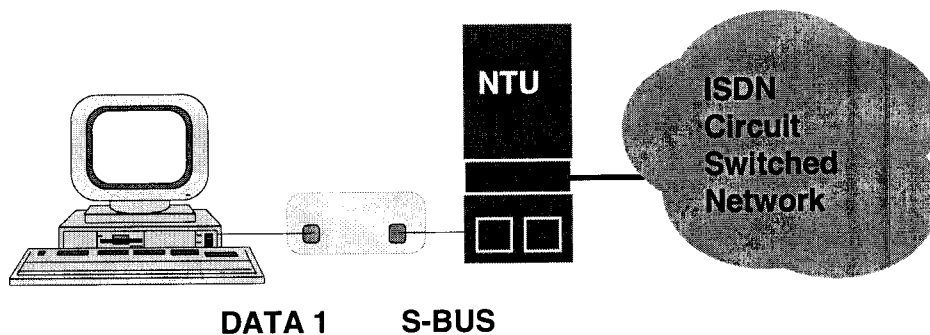 NTU
ISDN
Circuit
Switched
Network
DATA 1 S-BUS